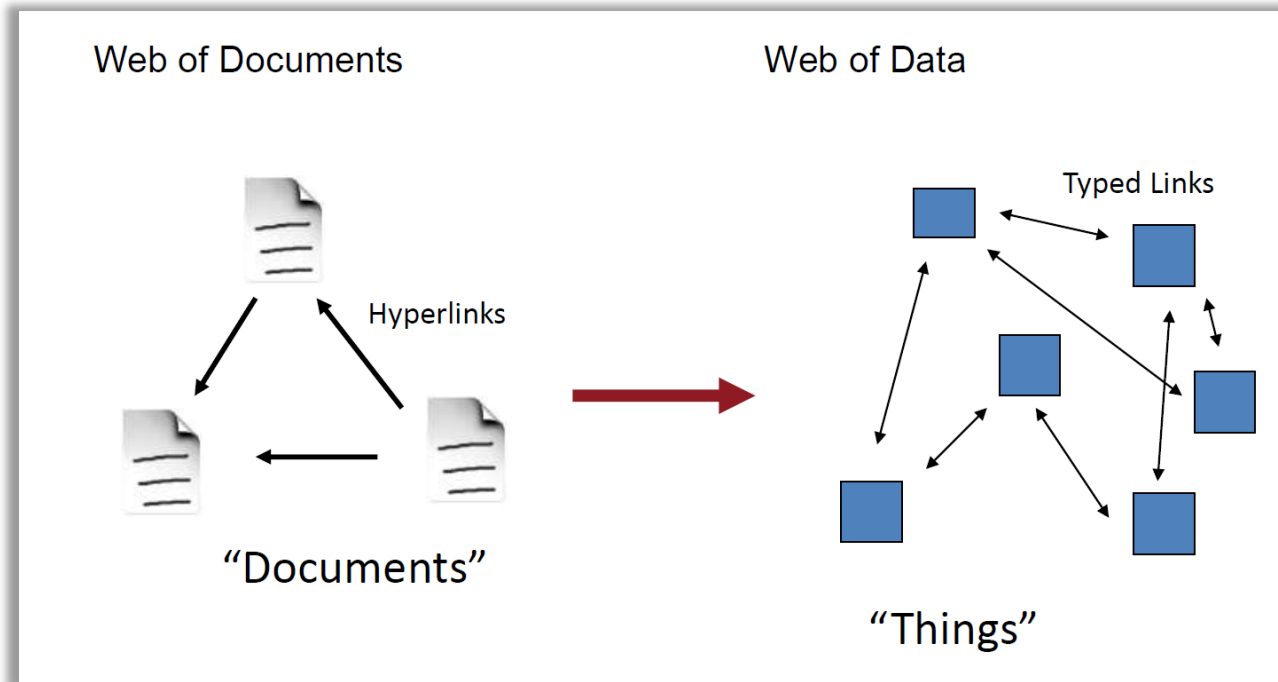 Web of Documents
Web of Data
Typed Links
Hyperlinks
“Documents”
“Things”